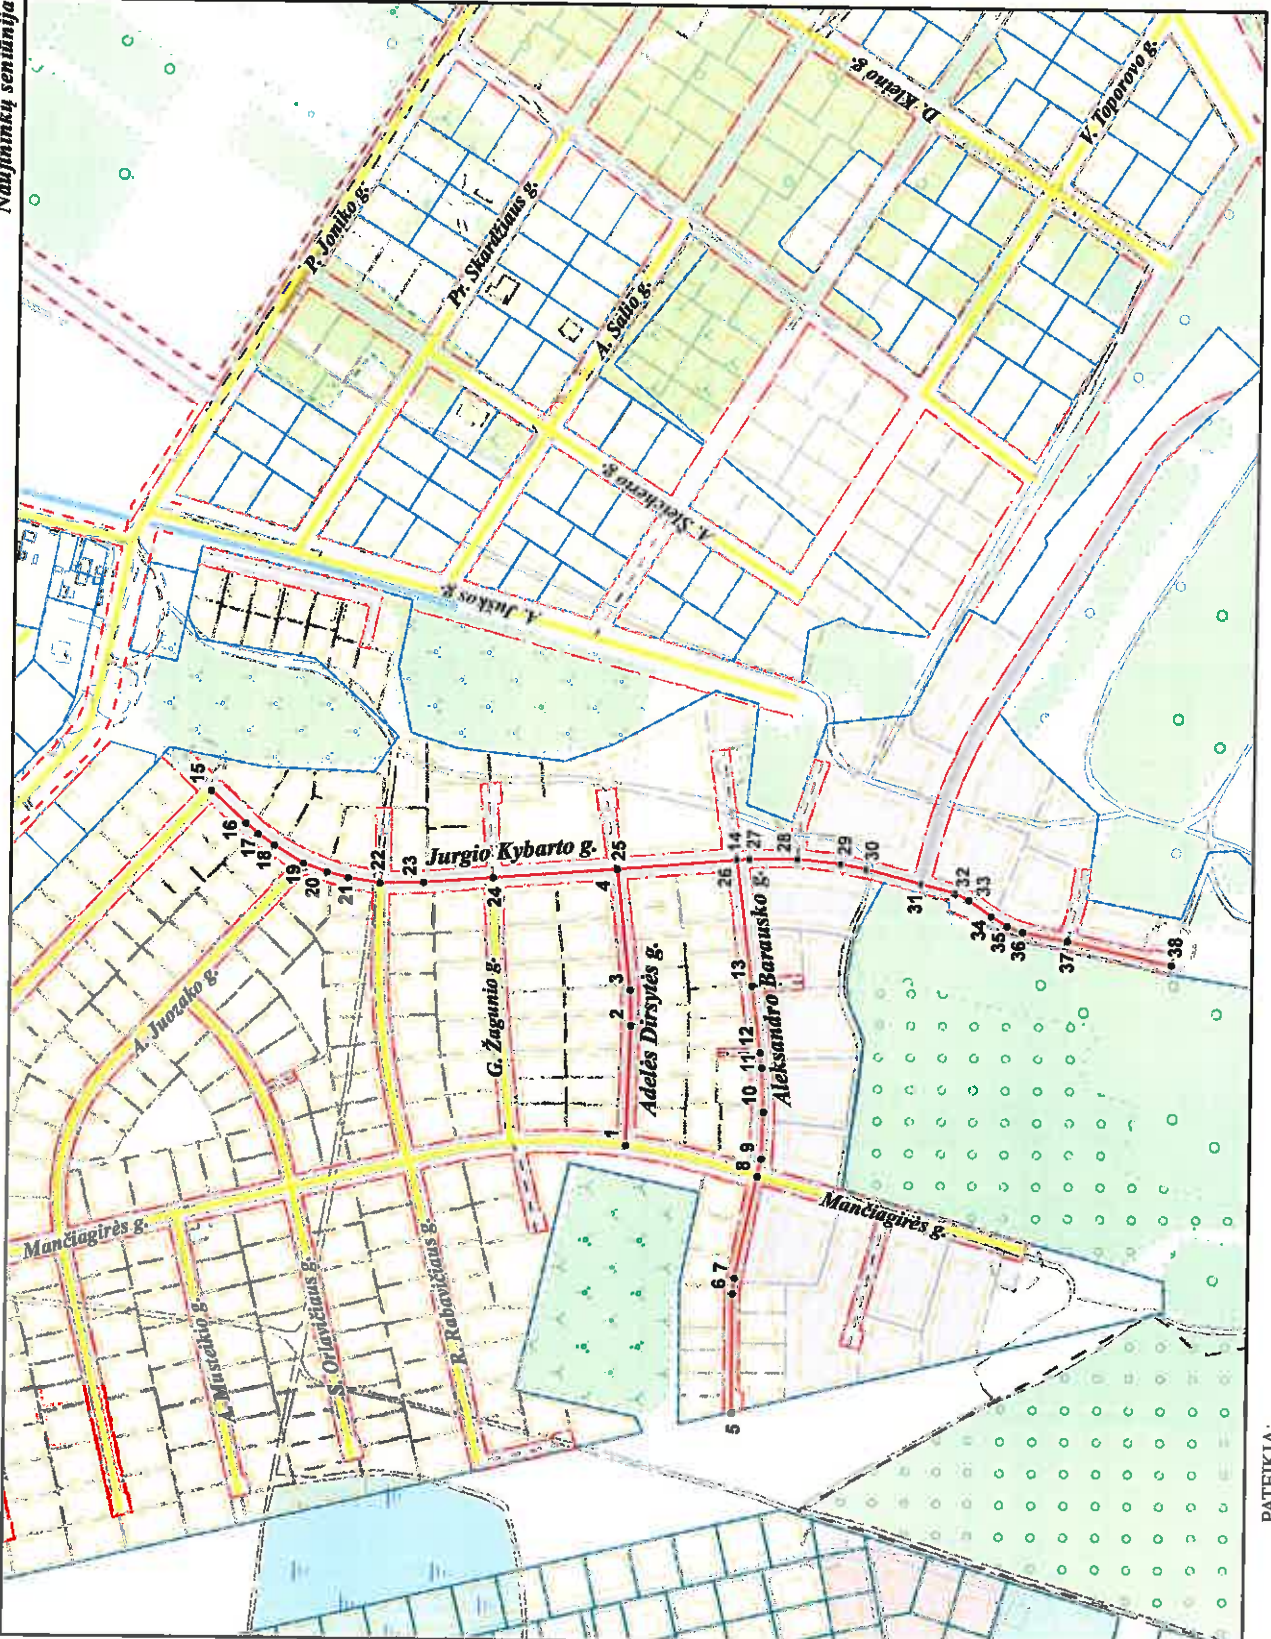 Naujininkų seniūnija
P. Joniko g.
Pr. Skardžiaus g.
A. Salio g.
D. Kleino g.
V. Toporovo g.
A. Šleicherio g.
A. Juškos g.
15
16
17
18
19
20
21
22
23
Jurgio Kybarto g.
24
4
25
26
14
27
28
29
30
31
32
33
34
35
36
37
38
A. Juozako g.
G. Žagunio g.
3
2
1
Adelės Dirsytės g.
13
12
11
10
9
8
Aleksandro Barausko g.
Mančiagirės g.
Mančiagirės g.
A. Musteikio g.
S. Orlavičiaus g.
R. Rabavičiaus g.
7
6
5
PATEIKIA: